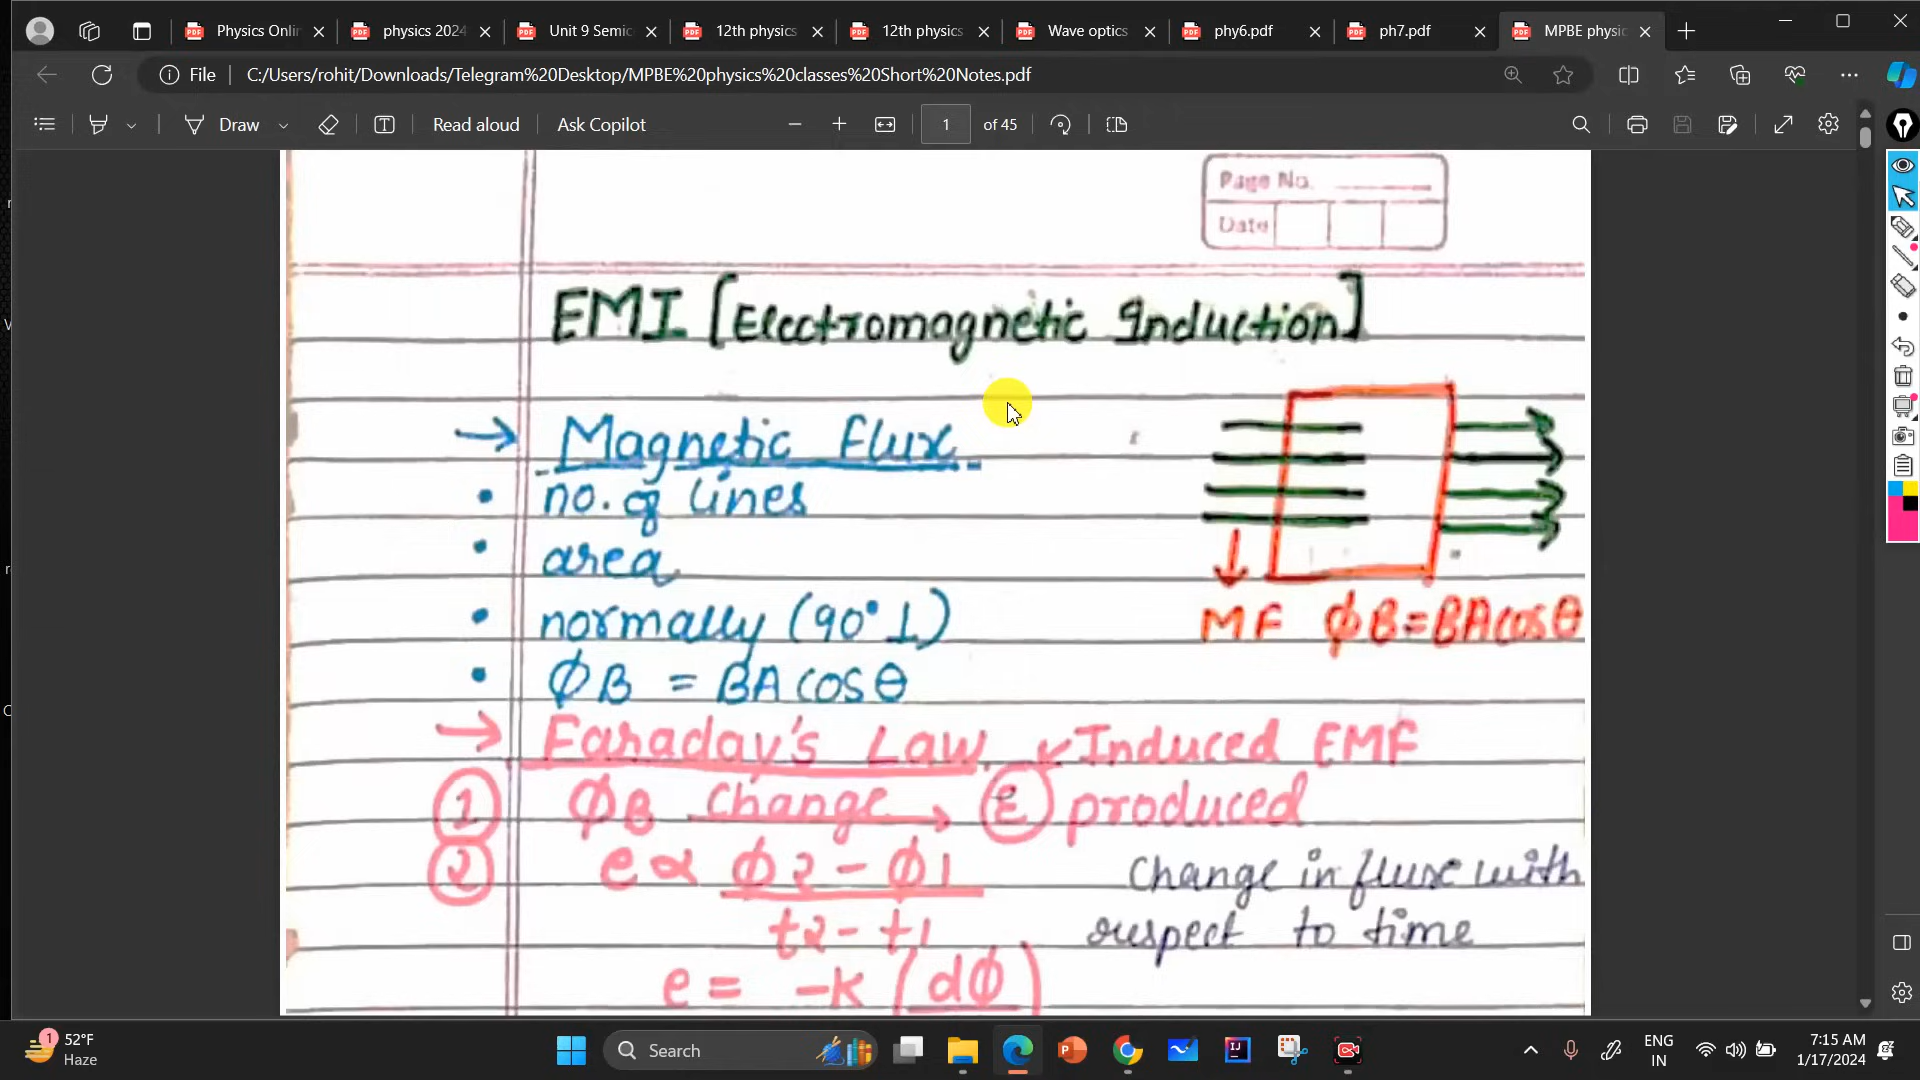 Physics Onlin
physics 2024
Unit 9 Semic
12th physics
12th physics
Wave optics
phy6.pdf
ph7.pdf
MPBE physic
File
C:/Users/rohit/Downloads/Telegram%20Desktop/MPBE%20physics%20classes%20Short%20Notes.pdf
Draw
Read aloud
Ask Copilot
1 of 45
Page No.
Date
EMI [Electromagnetic Induction]
→ Magnetic Flux
• no. of lines
• area
• normally (90° ⊥)
• ϕB = BA cosθ
MF ϕB = BA cosθ
→ Faraday's Law ↙ Induced EMF
① ϕB change → Ɛ produced
② e ∝ ϕ2 - ϕ1
t2 - t1
Change in flux with
respect to time
e = -k (dϕ)
1
52°F
Haze
Search
ENG
IN
7:15 AM
1/17/2024